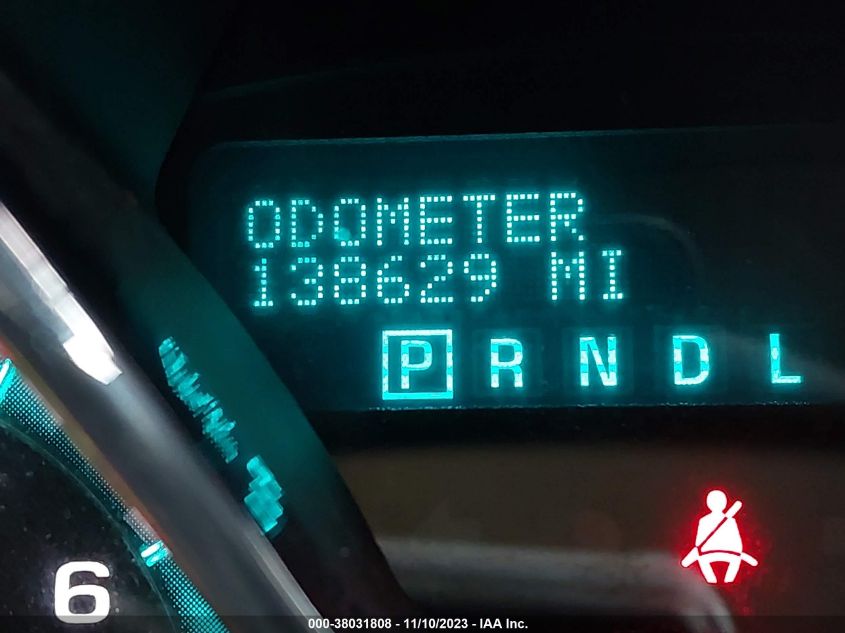 ODOMETER
138629 MI
P R N D L
6
000-38031808 - 11/10/2023 - IAA Inc.